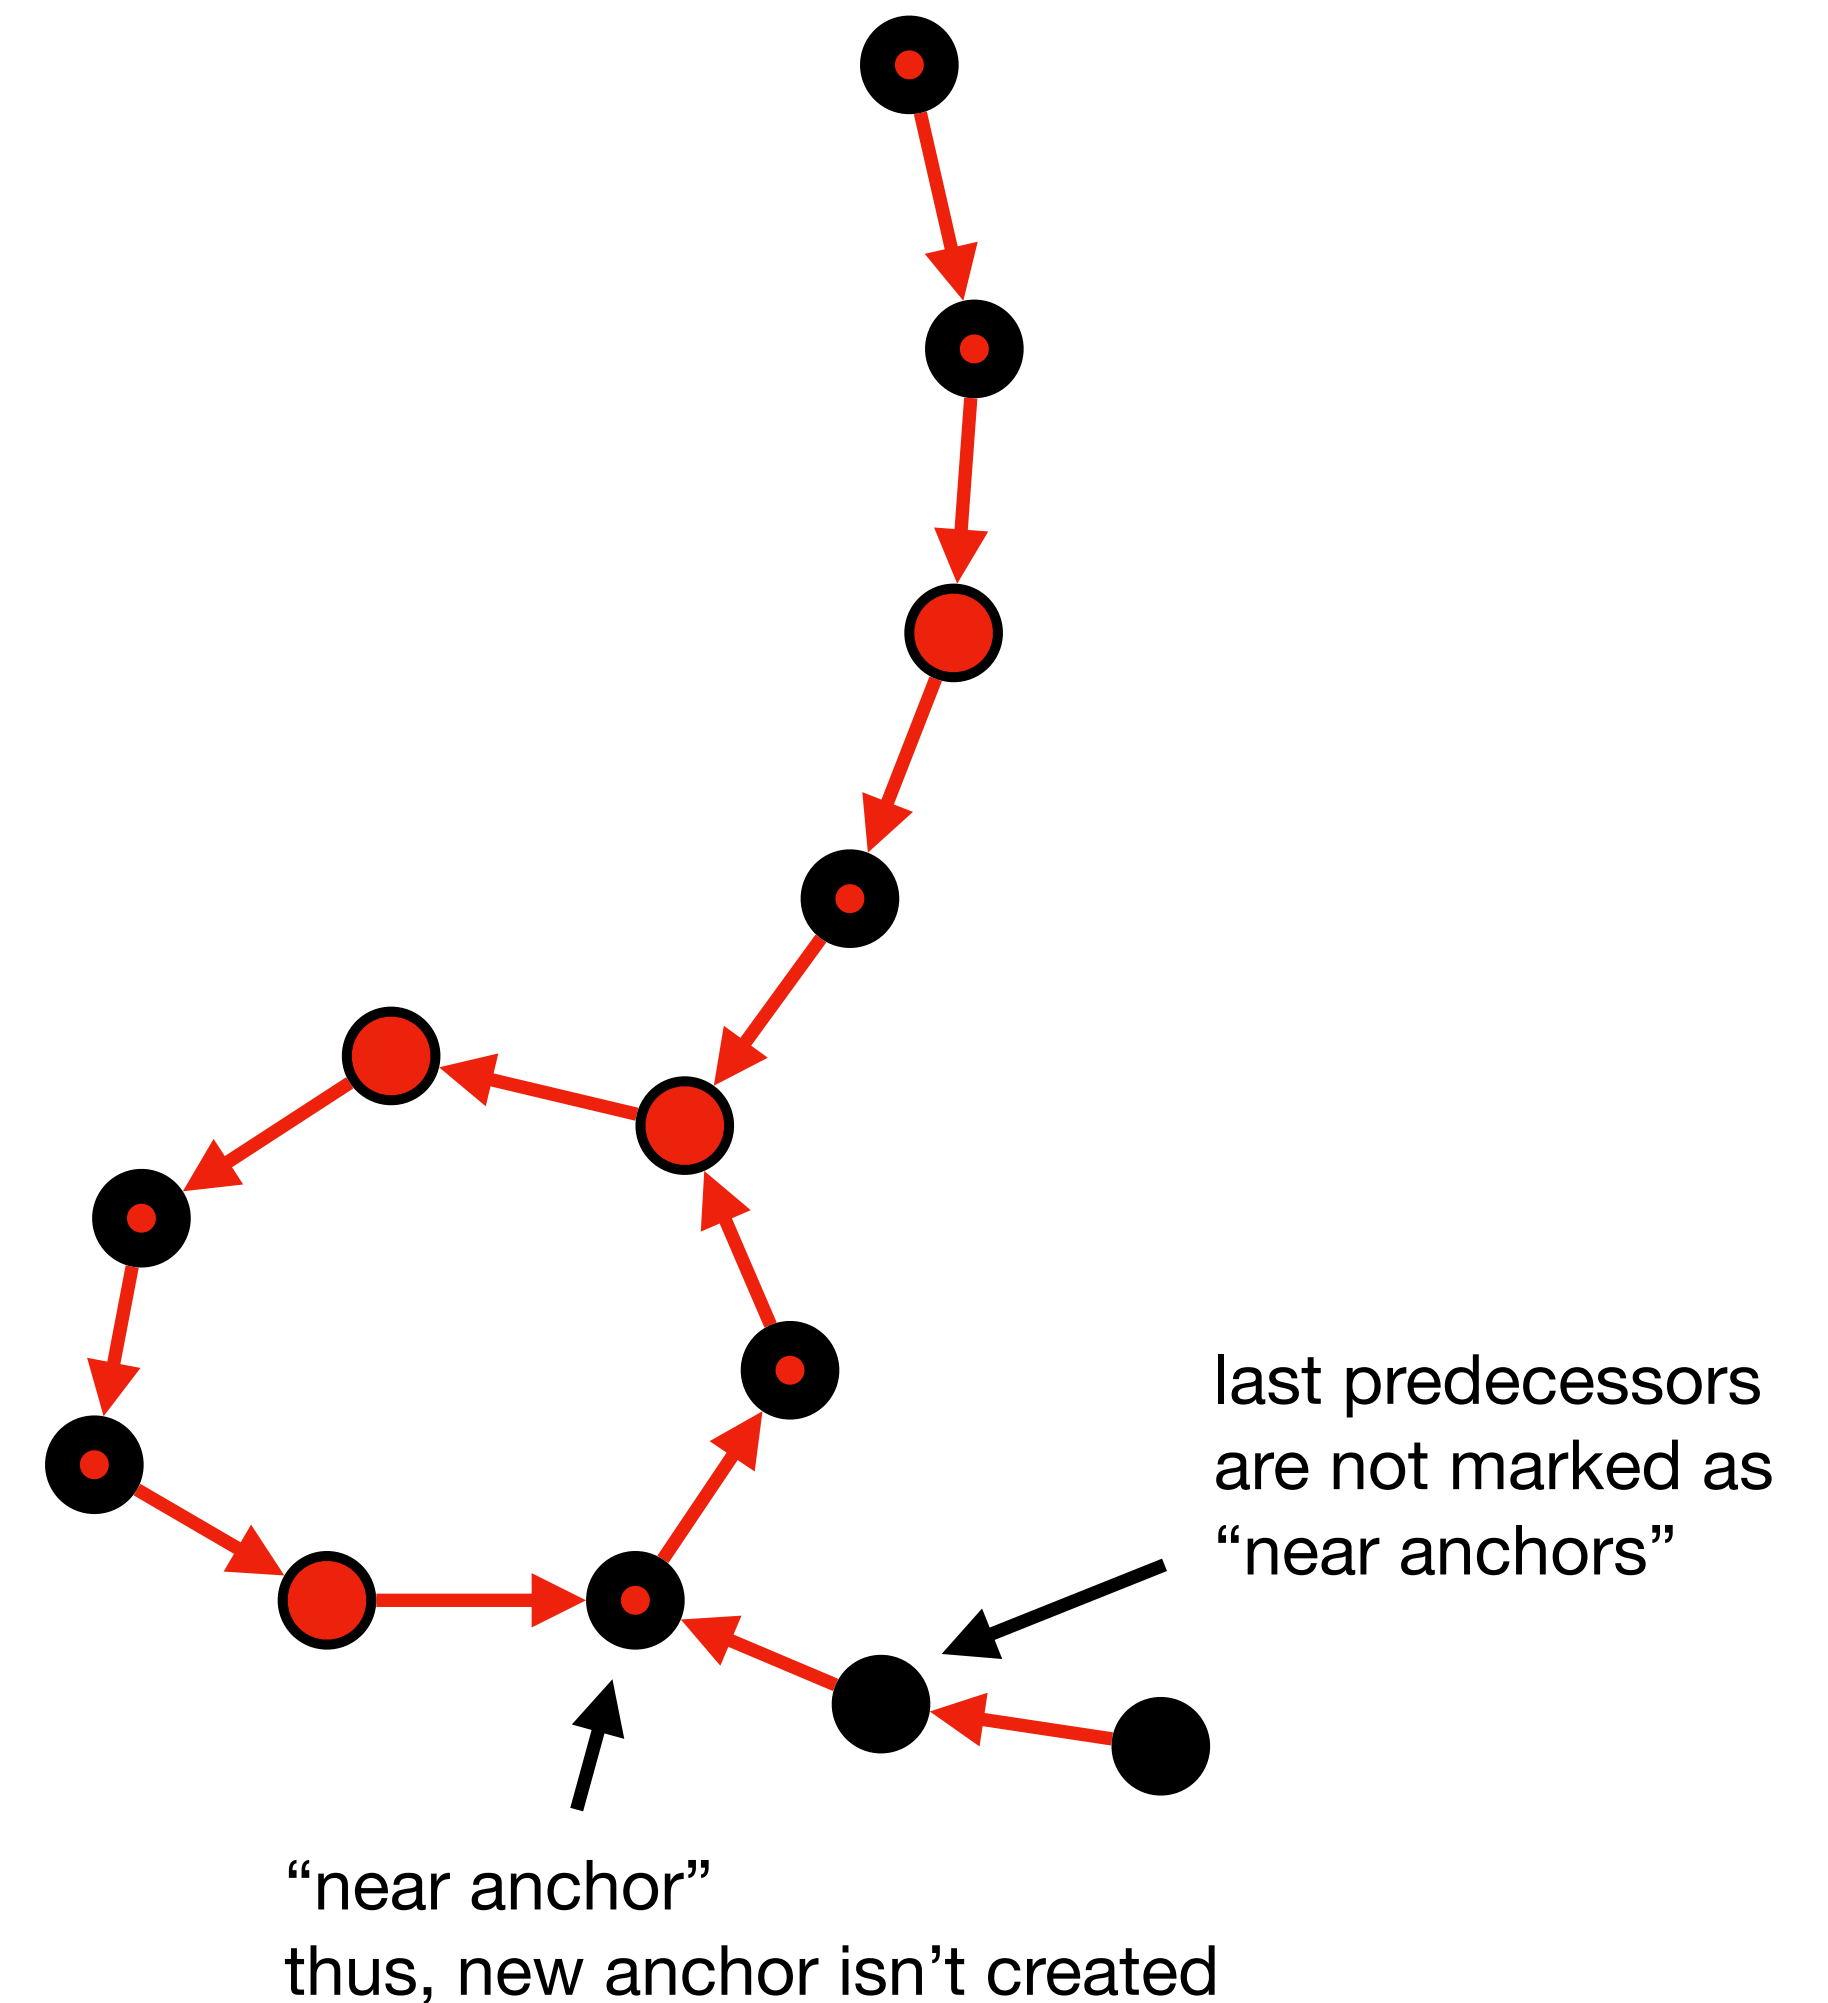 last predecessors
are not marked as
“near anchors”
“near anchor”
thus, new anchor isn’t created